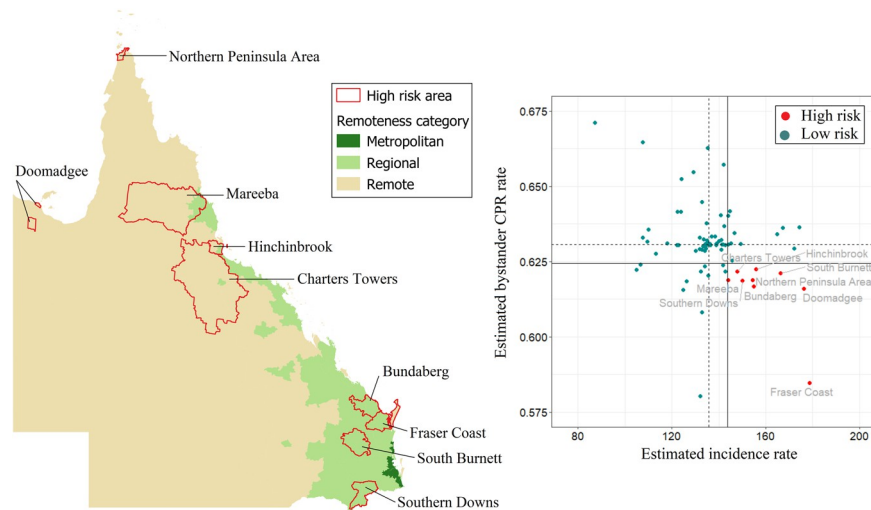 Northern Peninsula Area
High risk area
Remoteness category
Metropolitan
Regional
Remote
Doomadgee
Mareeba
Hinchinbrook
Charters Towers
Bundaberg
Fraser Coast
South Burnett
Southern Downs
High risk
Low risk
Estimated bystander CPR rate
0.675
0.650
0.625
0.600
0.575
Charters Towers
Hinchinbrook
South Burnett
Mareeba
Northern Peninsula Area
Southern Downs
Bundaberg
Doomadgee
Fraser Coast
80
120
160
200
Estimated incidence rate